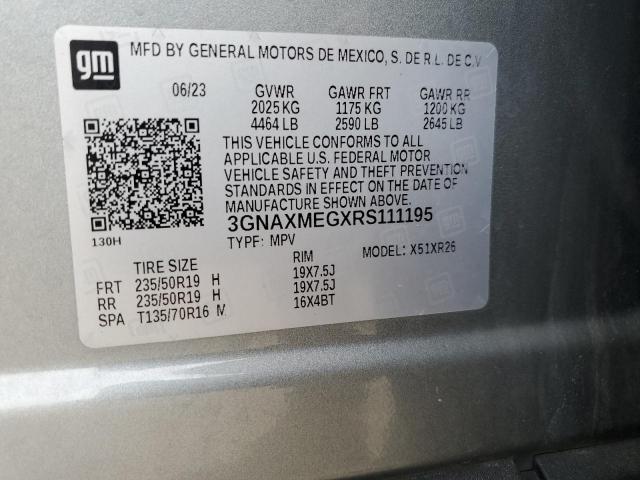 gm
MFD BY GENERAL MOTORS DE MEXICO, S. DE R.L. DE C.V
06/23 GVWR GAWR FRT GAWR RR
2025 KG 1175 KG 1200 KG
4464 LB 2590 LB 2645 LB
THIS VEHICLE CONFORMS TO ALL
APPLICABLE U.S. FEDERAL MOTOR
VEHICLE SAFETY AND THEFT PREVENTION
STANDARDS IN EFFECT ON THE DATE OF
MANUFACTURE SHOWN ABOVE.
3GNAXMEGXRS111195
130H TYPE: MPV MODEL: X51XR26
TIRE SIZE RIM
FRT 235/50R19 H 19X7.5J
RR 235/50R19 H 19X7.5J
SPA T135/70R16 M 16X4BT